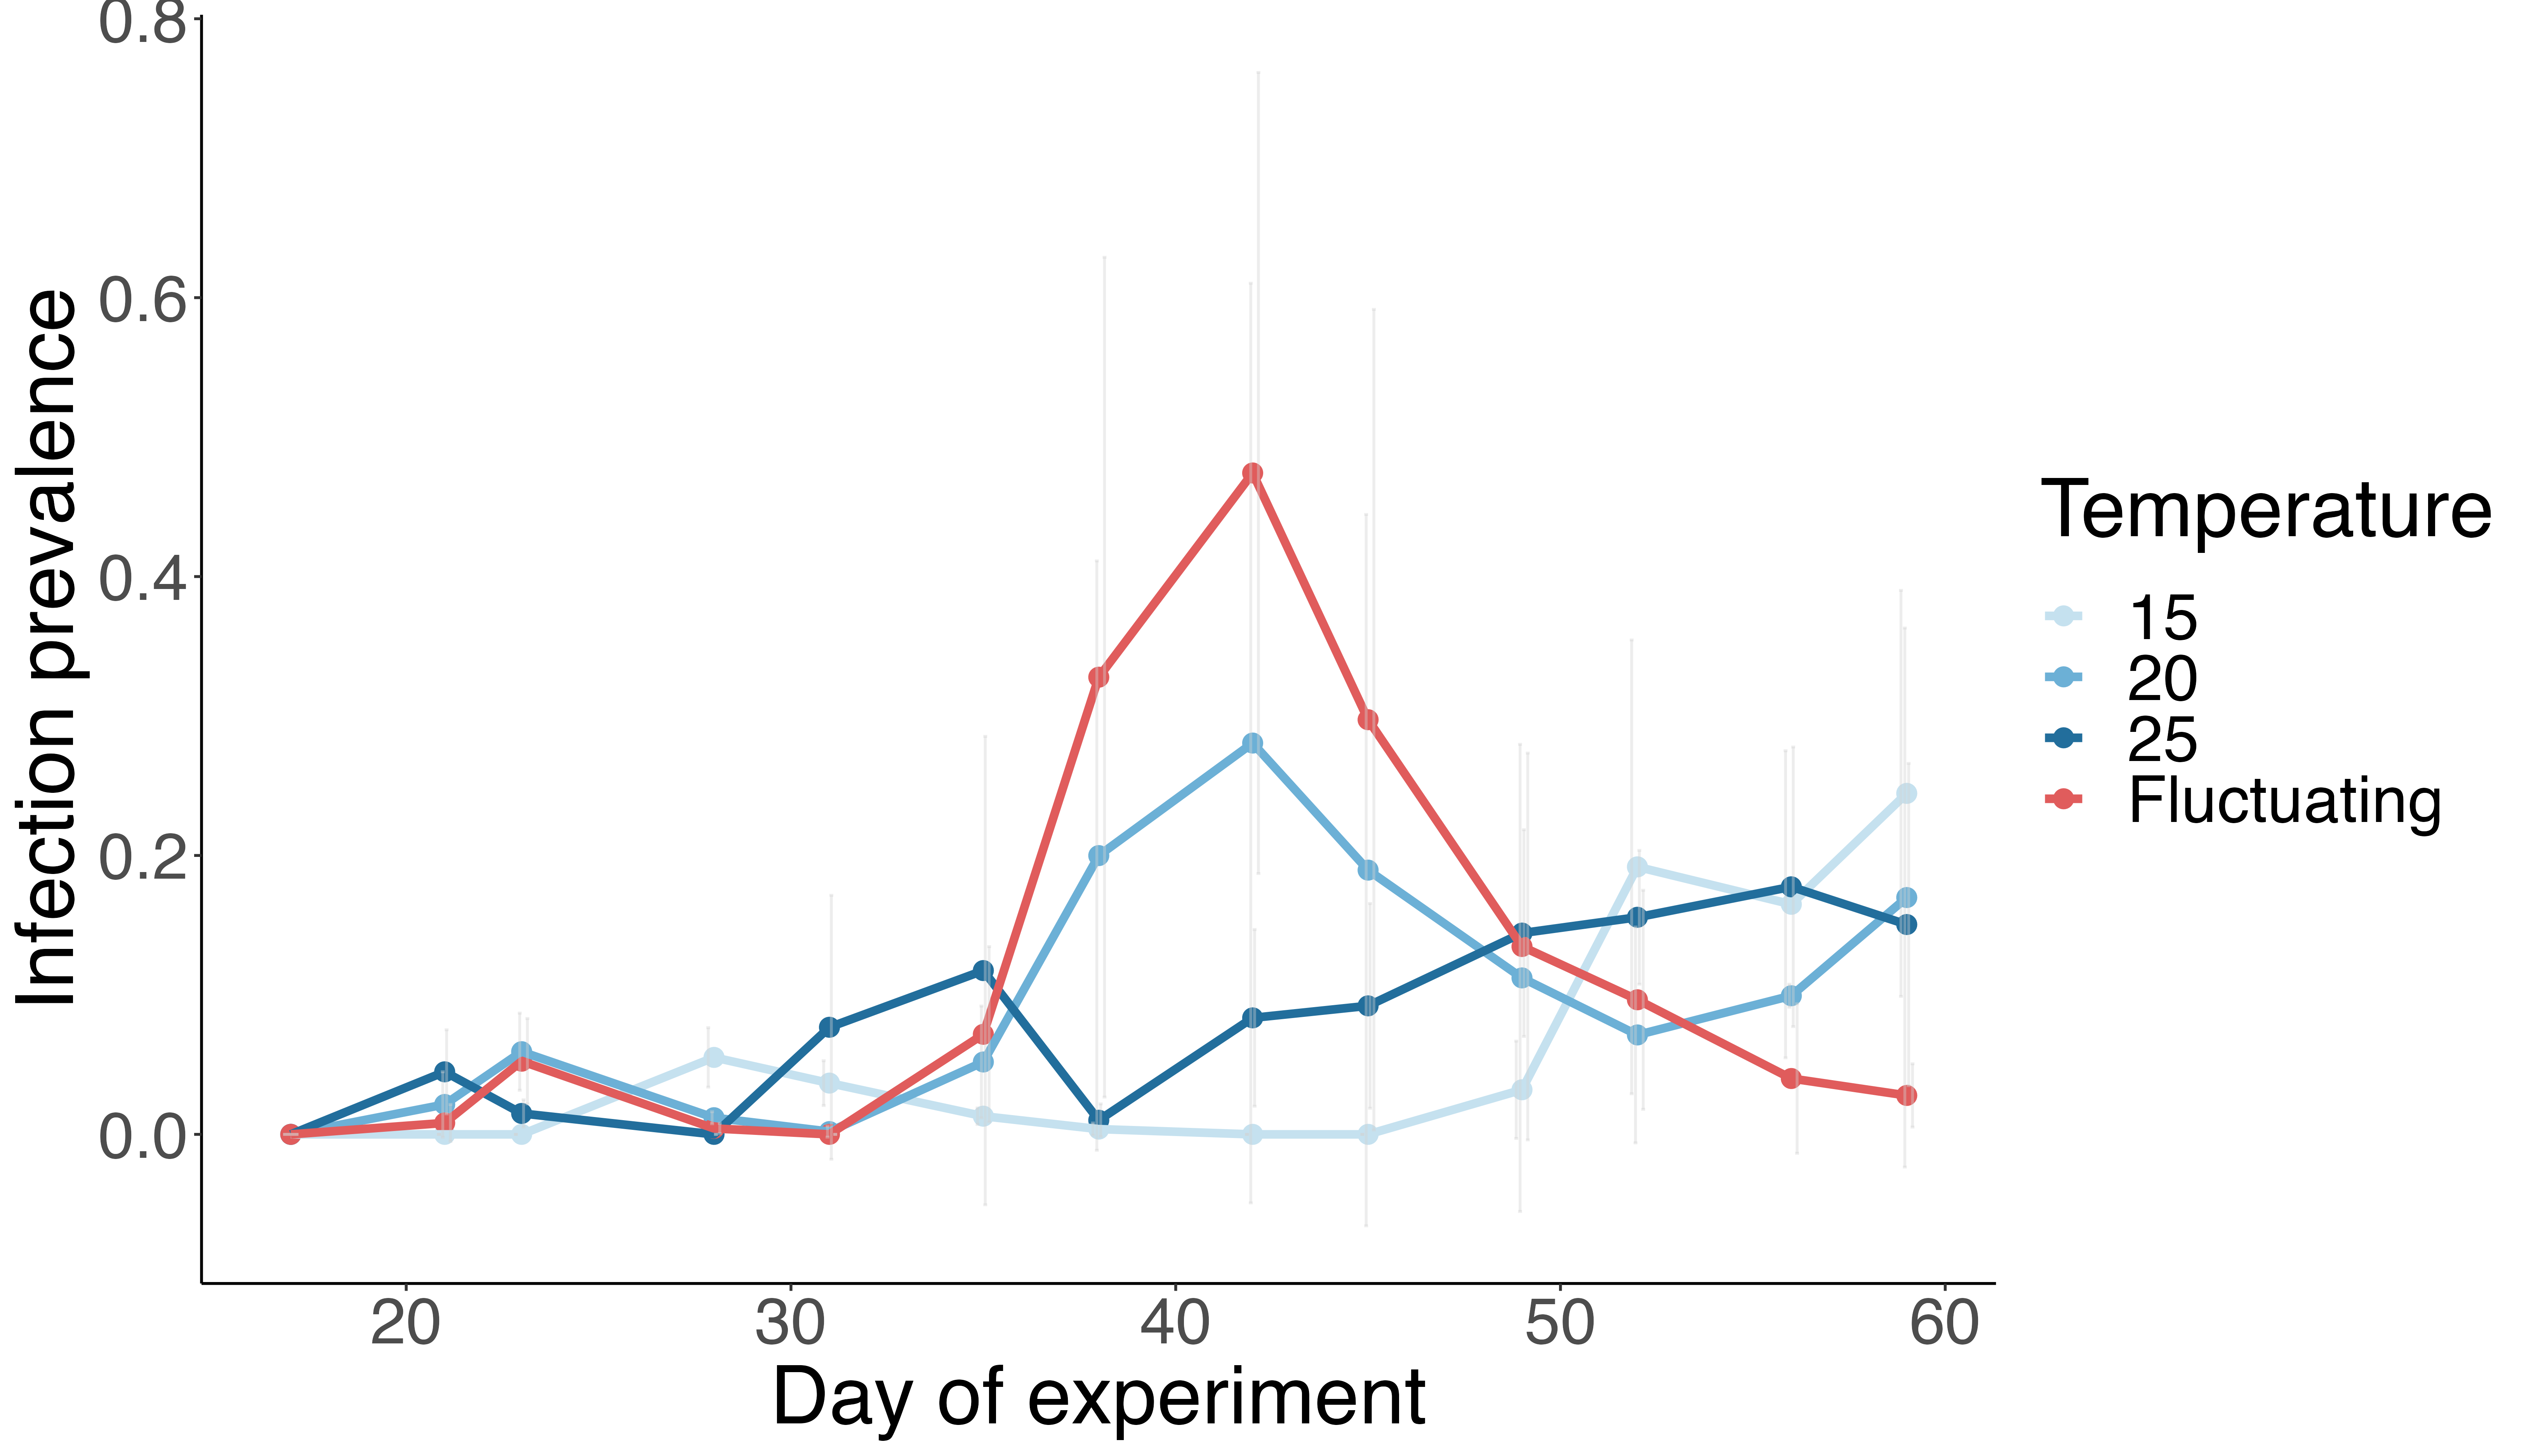 Infection prevalence
0.8
0.6
0.4
0.2
0.0
20 30 40 50 60
Day of experiment
Temperature
15
20
25
Fluctuating